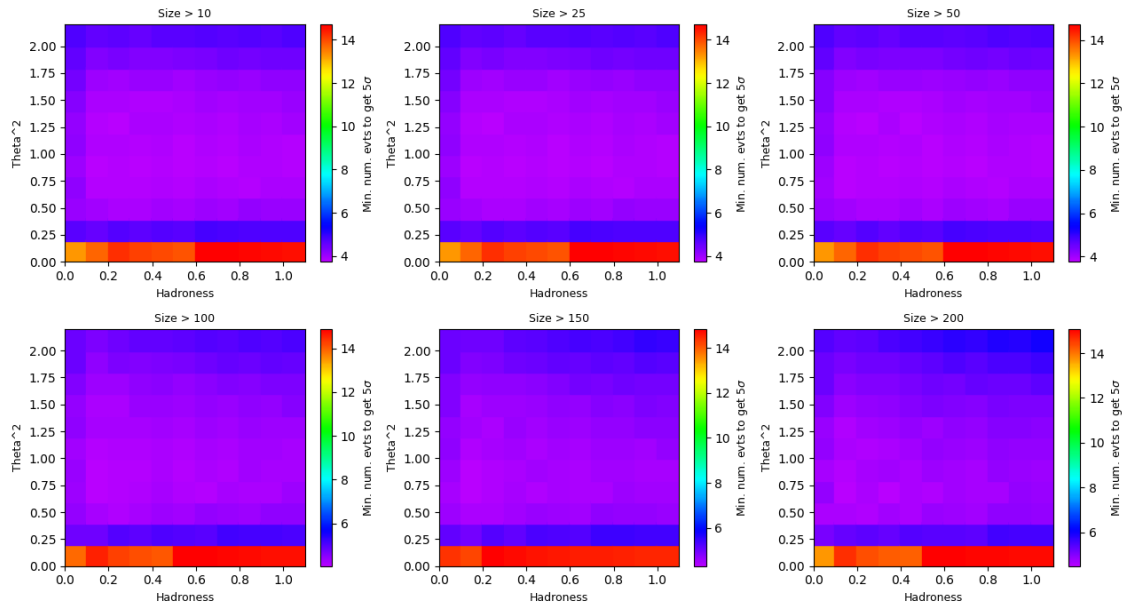 Size > 10
Size > 25
Size > 50
2.00
1.75
1.50
1.25
1.00
0.75
0.50
0.25
0.00
Theta^2
0.0 0.2 0.4 0.6 0.8 1.0
Hadroness
14
12
10
8
6
4
Min. num. evts to get 5σ
2.00
1.75
1.50
1.25
1.00
0.75
0.50
0.25
0.00
Theta^2
0.0 0.2 0.4 0.6 0.8 1.0
Hadroness
14
12
10
8
6
4
Min. num. evts to get 5σ
2.00
1.75
1.50
1.25
1.00
0.75
0.50
0.25
0.00
Theta^2
0.0 0.2 0.4 0.6 0.8 1.0
Hadroness
14
12
10
8
6
4
Min. num. evts to get 5σ
Size > 100
Size > 150
Size > 200
2.00
1.75
1.50
1.25
1.00
0.75
0.50
0.25
0.00
Theta^2
0.0 0.2 0.4 0.6 0.8 1.0
Hadroness
14
12
10
8
6
Min. num. evts to get 5σ
2.00
1.75
1.50
1.25
1.00
0.75
0.50
0.25
0.00
Theta^2
0.0 0.2 0.4 0.6 0.8 1.0
Hadroness
14
12
10
8
6
Min. num. evts to get 5σ
2.00
1.75
1.50
1.25
1.00
0.75
0.50
0.25
0.00
Theta^2
0.0 0.2 0.4 0.6 0.8 1.0
Hadroness
14
12
10
8
6
Min. num. evts to get 5σ